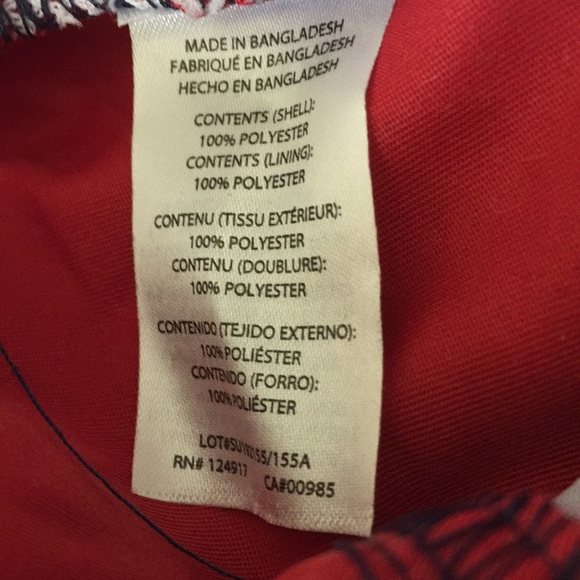 MADE IN BANGLADESH
FABRIQUÉ EN BANGLADESH
HECHO EN BANGLADESH
CONTENTS (SHELL):
100% POLYESTER
CONTENTS (LINING):
100% POLYESTER
CONTENU (TISSU EXTÉRIEUR):
100% POLYESTER
CONTENU (DOUBLURE):
100% POLYESTER
CONTENIDO (TEJIDO EXTERNO):
100% POLIÉSTER
CONTENIDO (FORRO):
100% POLIÉSTER
RN# 124917 CA#00985